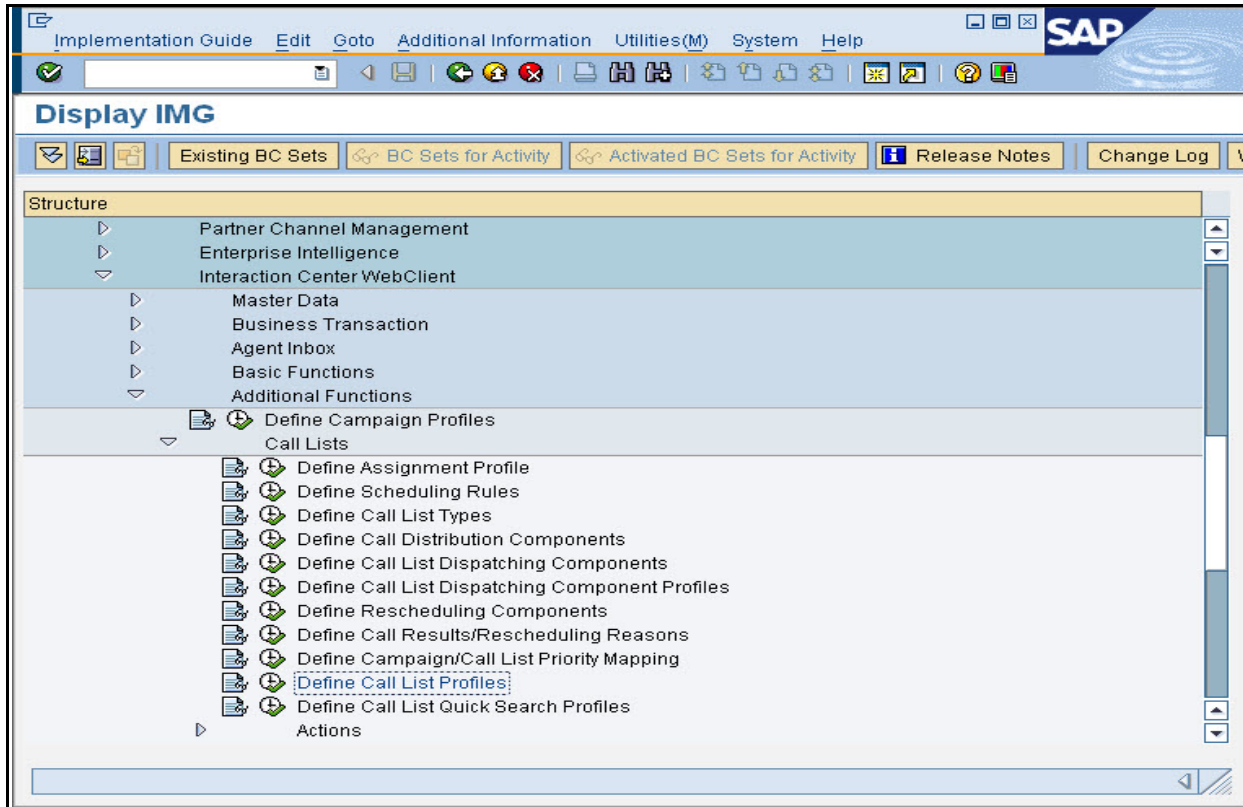 Implementation Guide Edit Goto Additional Information Utilities(M) System Help
SAP
Display IMG
Existing BC Sets BC Sets for Activity Activated BC Sets for Activity Release Notes Change Log
Structure
Partner Channel Management
Enterprise Intelligence
Interaction Center WebClient
Master Data
Business Transaction
Agent Inbox
Basic Functions
Additional Functions
Define Campaign Profiles
Call Lists
Define Assignment Profile
Define Scheduling Rules
Define Call List Types
Define Call Distribution Components
Define Call List Dispatching Components
Define Call List Dispatching Component Profiles
Define Rescheduling Components
Define Call Results/Rescheduling Reasons
Define Campaign/Call List Priority Mapping
Define Call List Profiles
Define Call List Quick Search Profiles
Actions